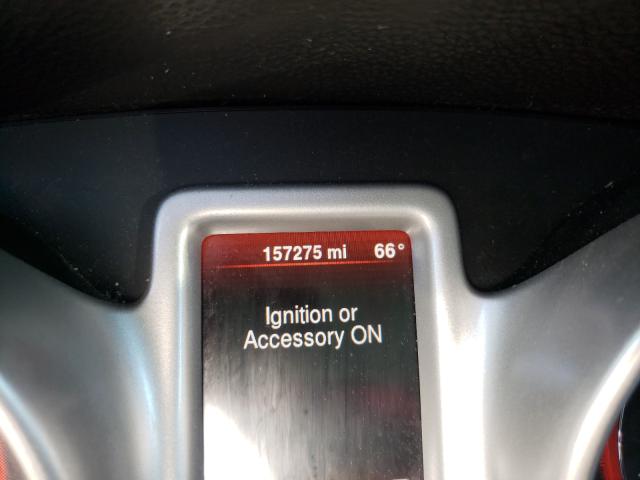 157275 mi 66°
Ignition or
Accessory ON